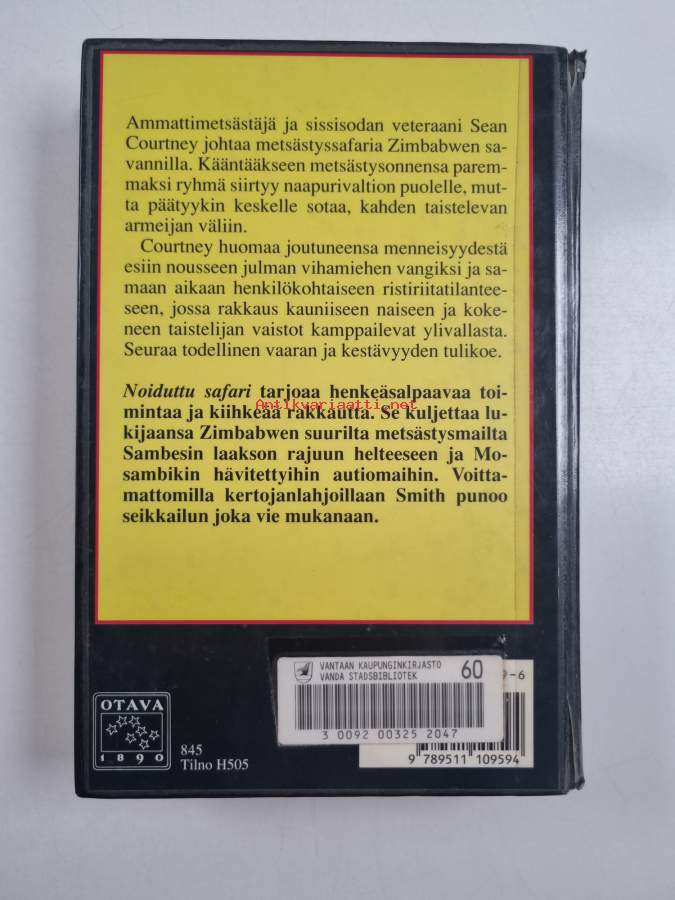 Ammattimetsästäjä ja sissisodan veteraani Sean
Courtney johtaa metsästyssafaria Zimbabwen sa-
vannilla. Kääntääkseen metsästysonnensa parem-
maksi ryhmä siirtyy naapurivaltion puolelle, mut-
ta päätyykin keskelle sotaa, kahden taistelevan
armeijan väliin.
Courtney huomaa joutuneensa menneisyydestä
esiin nousseen julman vihamiehen vangiksi ja sa-
maan aikaan henkilökohtaiseen ristiriitatilantee-
seen, jossa rakkaus kauniiseen naiseen ja koke-
neen taistelijan vaistot kamppailevat ylivallasta.
Seuraa todellinen vaaran ja kestävyyden tulikoe.
Noiduttu safari tarjoaa henkeäsalpaavaa toi-
mintaa ja kiihkeää rakkautta. Se kuljettaa lu-
Antikvariaatti.net
kijaansa Zimbabwen suurilta metsästysmailta
Sambesin laakson rajuun helteeseen ja Mo-
sambikin hävitettyihin autiomaihin. Voitta-
mattomilla kertojanlahjoillaan Smith punoo
seikkailun joka vie mukanaan.
VANTAAN KAUPUNGINKIRJASTO
VANDA STADSBIBLIOTEK
60
9-6
3 0092 00325 2047
OTAVA
1890
845
Tilno H505
9 789511 109594